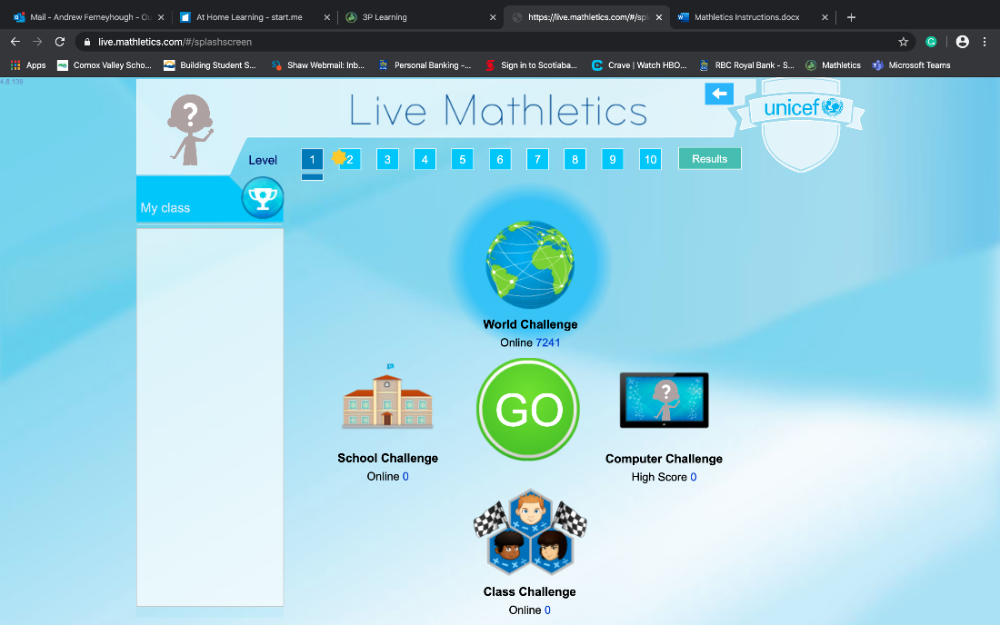 Mail - Andrew Ferneyhough - Ou
At Home Learning - start.me
3P Learning
https://live.mathletics.com/#/spl
Mathletics Instructions.docx
live.mathletics.com/#/splashscreen
Apps
Comox Valley Scho...
Building Student S...
Shaw Webmail: Inb...
Personal Banking -...
Sign in to Scotiaba...
Crave | Watch HBO...
RBC Royal Bank - S...
Mathletics
Microsoft Teams
4.8.139
?
Live Mathletics
unicef
Level 1 2 3 4 5 6 7 8 9 10 Results
My class
World Challenge
Online 7241
GO
School Challenge
Online 0
?
Computer Challenge
High Score 0
Class Challenge
Online 0